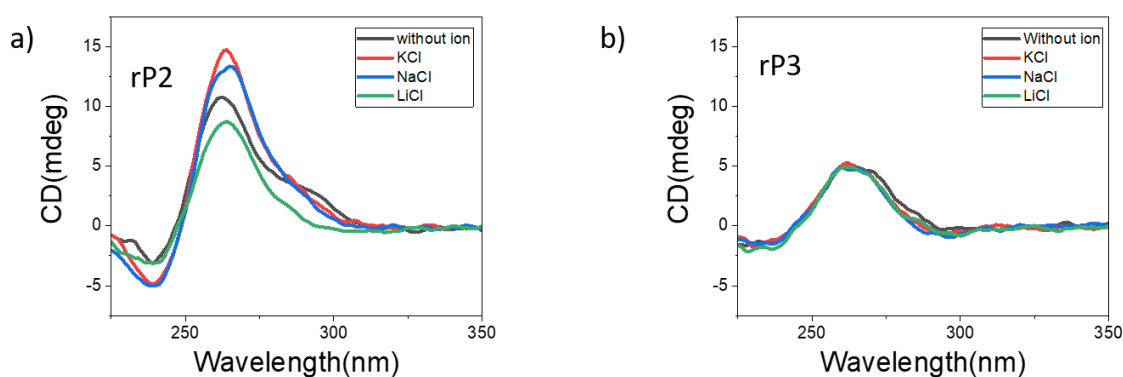 a)
rP2
without ion
KCl
NaCl
LiCl
15
10
5
0
-5
CD(mdeg)
250
300
350
Wavelength(nm)
b)
rP3
Without ion
KCl
NaCl
LiCl
15
10
5
0
-5
CD(mdeg)
250
300
350
Wavelength(nm)